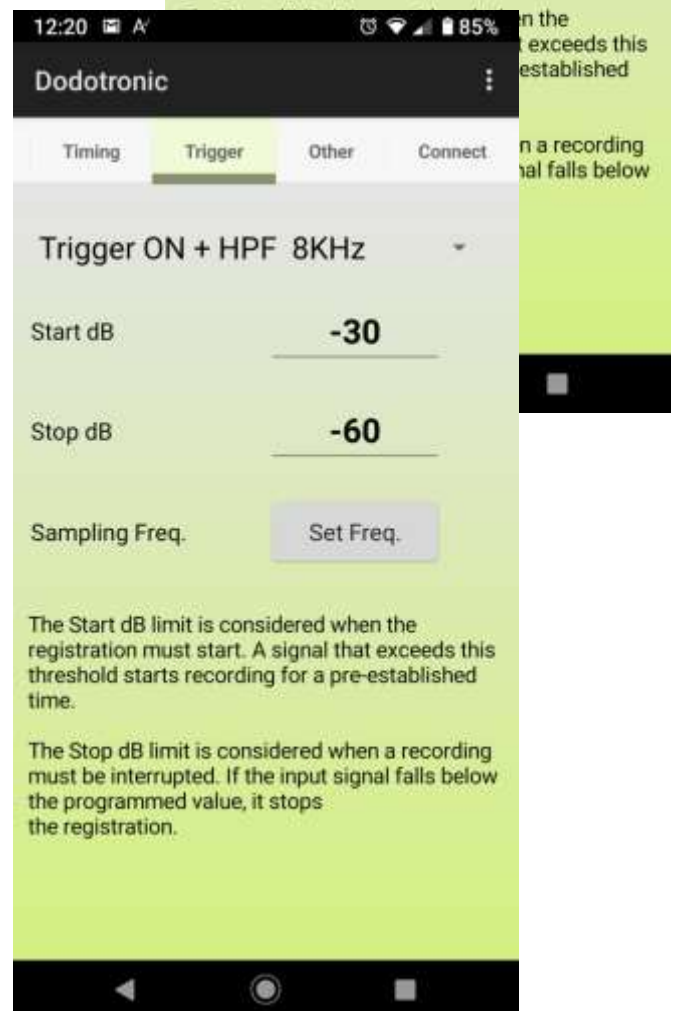 12:20 85%
Dodotronic
Timing Trigger Other Connect
Trigger ON + HPF 8KHz
Start dB -30
Stop dB -60
Sampling Freq. Set Freq.
The Start dB limit is considered when the
registration must start. A signal that exceeds this
threshold starts recording for a pre-established
time.
The Stop dB limit is considered when a recording
must be interrupted. If the input signal falls below
the programmed value, it stops
the registration.
en the
t exceeds this
established
n a recording
nal falls below